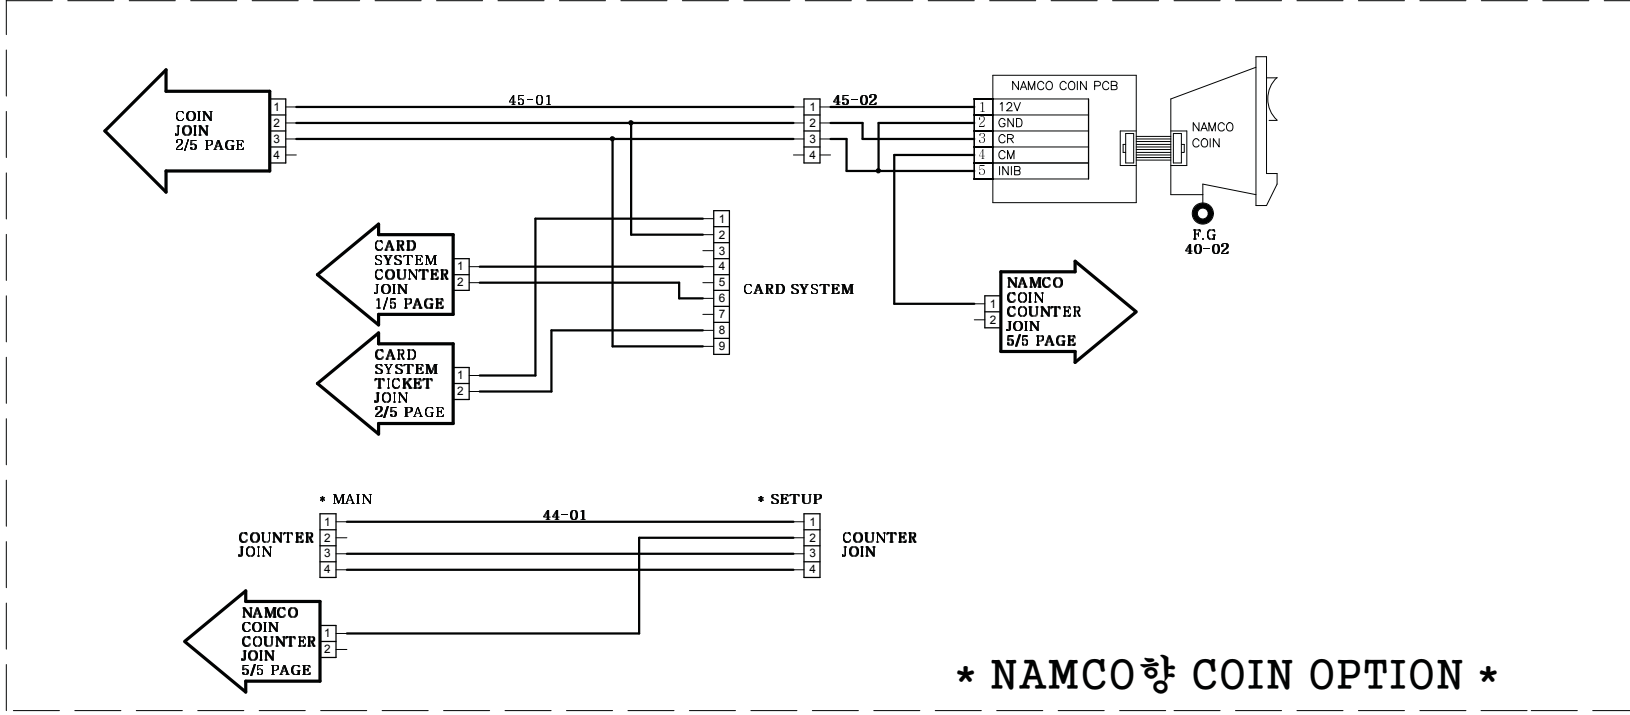 COIN
JOIN
2/5 PAGE
1
2
3
4
45-01
1
2
3
4
45-02
NAMCO COIN PCB
1 12V
2 GND
3 CR
4 CM
5 INIB
NAMCO
COIN
F.G
40-02
CARD
SYSTEM
COUNTER
JOIN
1/5 PAGE
1
2
CARD
SYSTEM
TICKET
JOIN
2/5 PAGE
1
2
1
2
3
4
5
6
7
8
9
CARD SYSTEM
1
2
NAMCO
COIN
COUNTER
JOIN
5/5 PAGE
* MAIN
COUNTER
JOIN
1
2
3
4
44-01
* SETUP
1
2
3
4
COUNTER
JOIN
NAMCO
COIN
COUNTER
JOIN
5/5 PAGE
1
2
* NAMCO향 COIN OPTION *